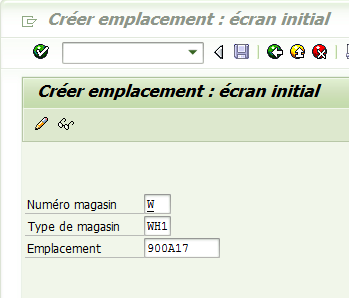 Créer emplacement : écran initial
Créer emplacement : écran initial
Numéro magasin W
Type de magasin WH1
Emplacement 900A17